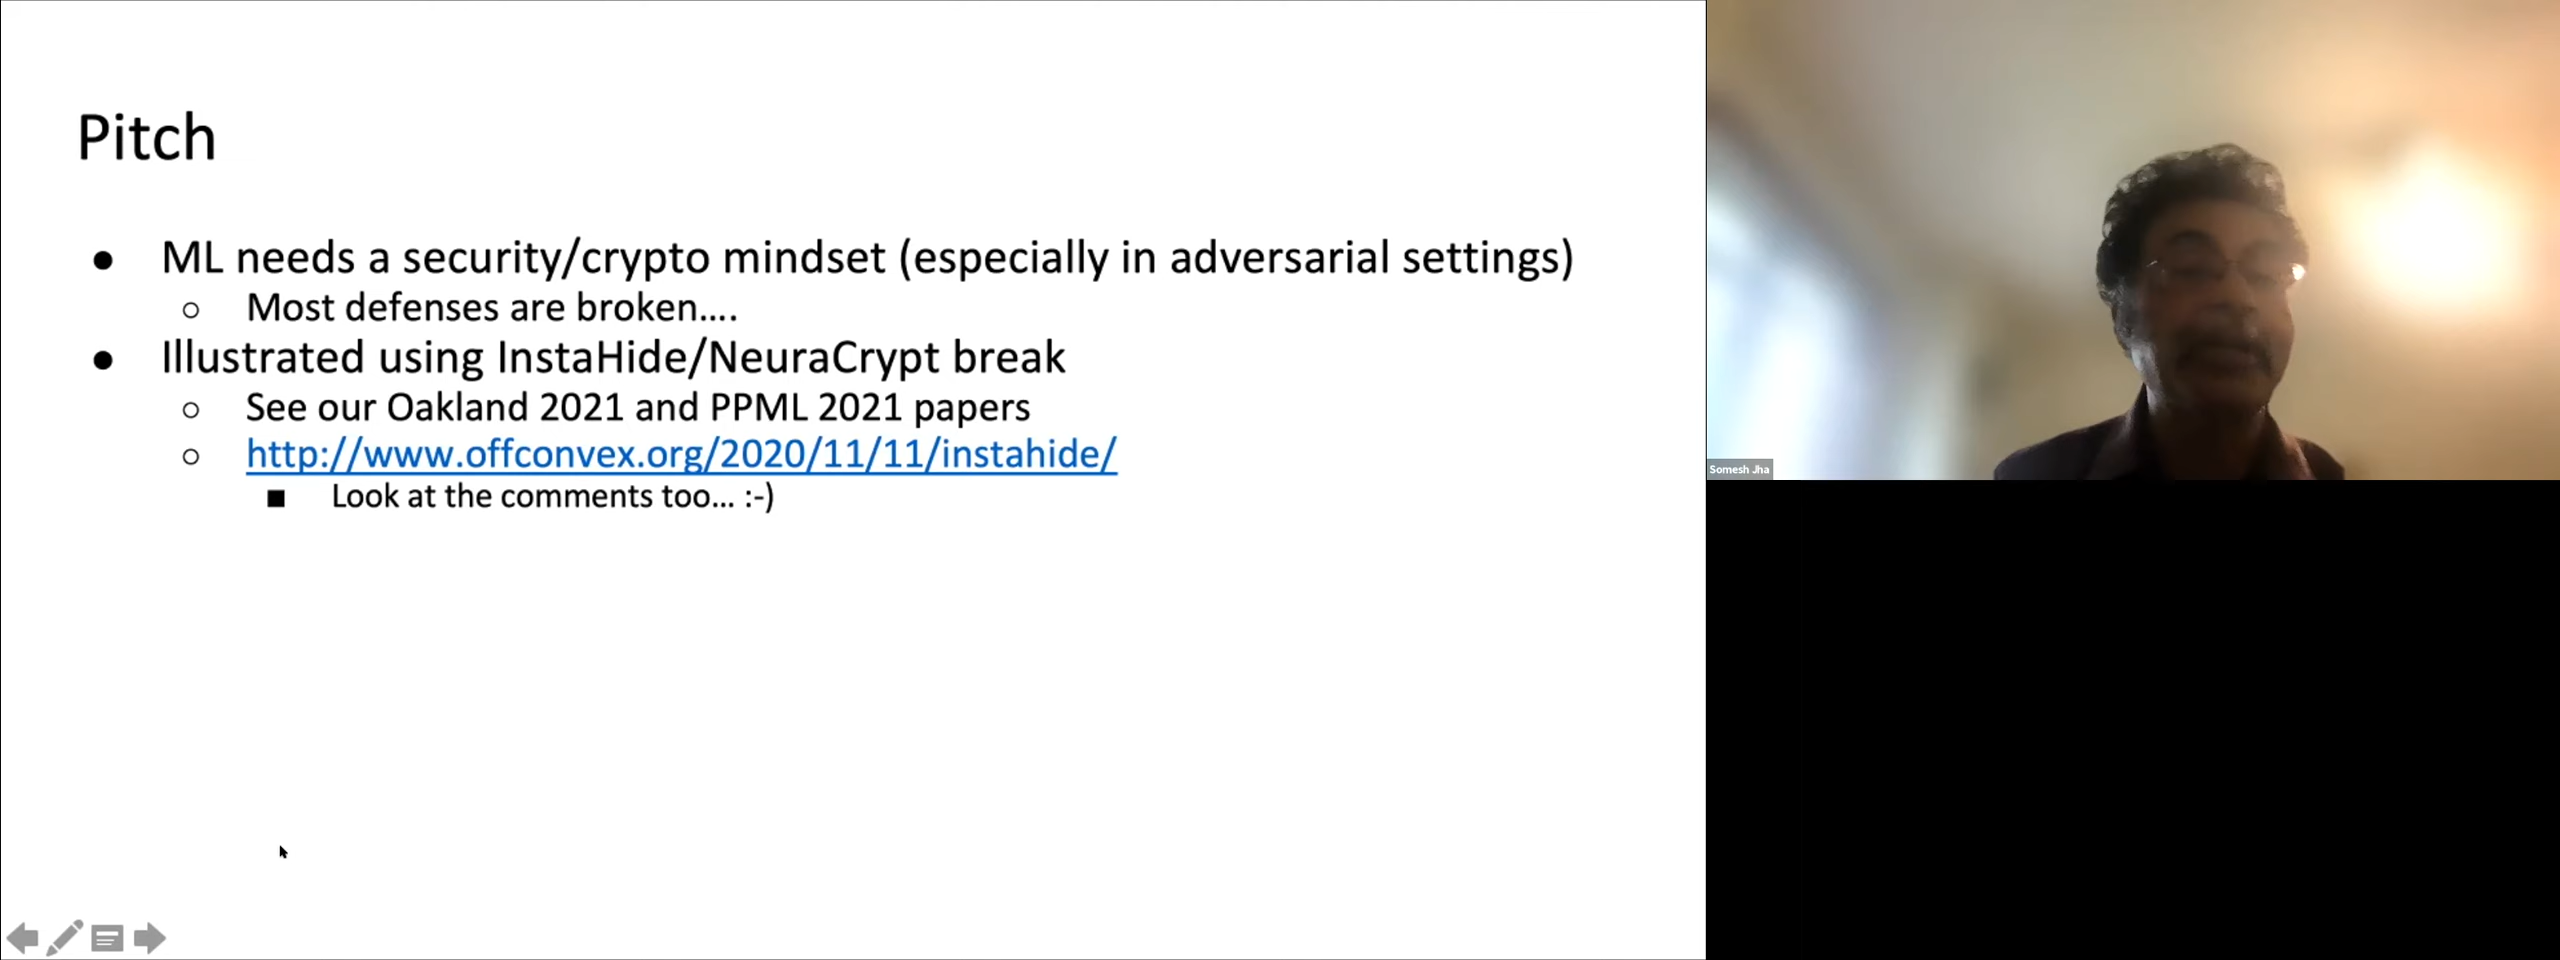 Pitch
● ML needs a security/crypto mindset (especially in adversarial settings)
○ Most defenses are broken....
● Illustrated using InstaHide/NeuraCrypt break
○ See our Oakland 2021 and PPML 2021 papers
○ http://www.offconvex.org/2020/11/11/instahide/
■ Look at the comments too... :-)
Somesh Jha